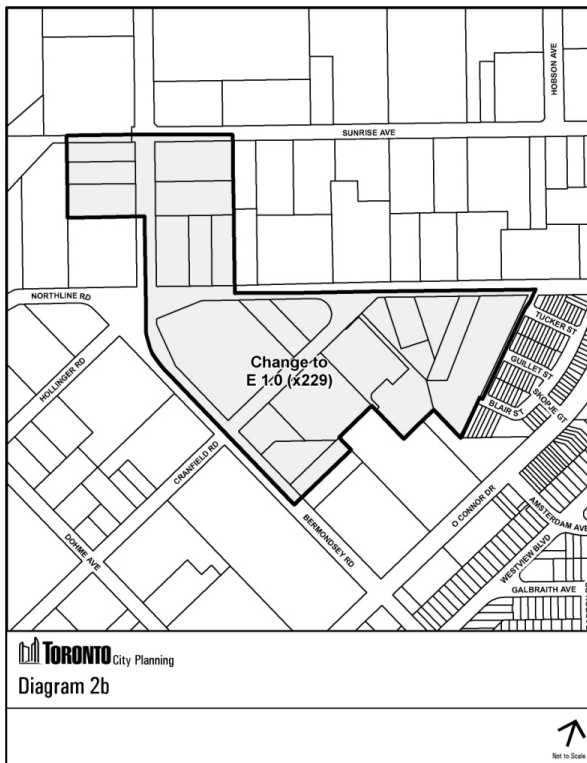 HOBSON AVE
SUNRISE AVE
NORTHLINE RD
TUCKER ST
HOLLINGER RD
GUILLET ST
Change to
E 1.0 (x229)
SKOPJE GT
BLAIR ST
CRANFIELD RD
O CONNOR DR
BERMONDSEY RD
AMSTERDAM AVE
DOHME AVE
WESTVIEW BLVD
GALBRAITH AVE
TORONTO City Planning
Diagram 2b
Not to Scale